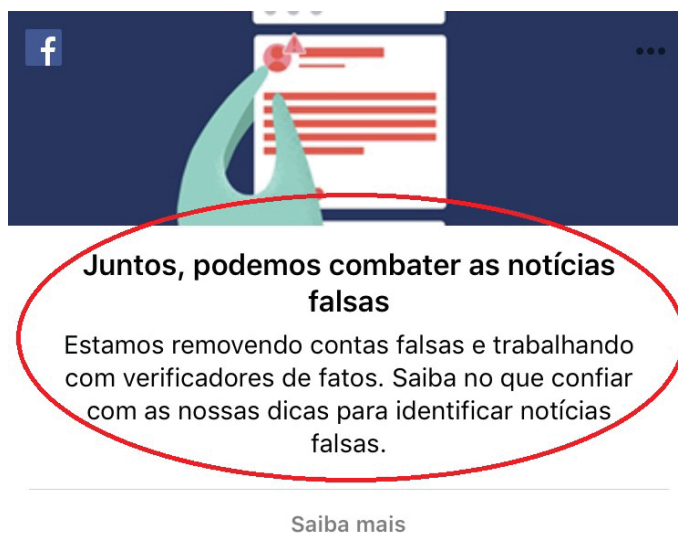 f
Juntos, podemos combater as notícias
falsas
Estamos removendo contas falsas e trabalhando
com verificadores de fatos. Saiba no que confiar
com as nossas dicas para identificar notícias
falsas.
Saiba mais